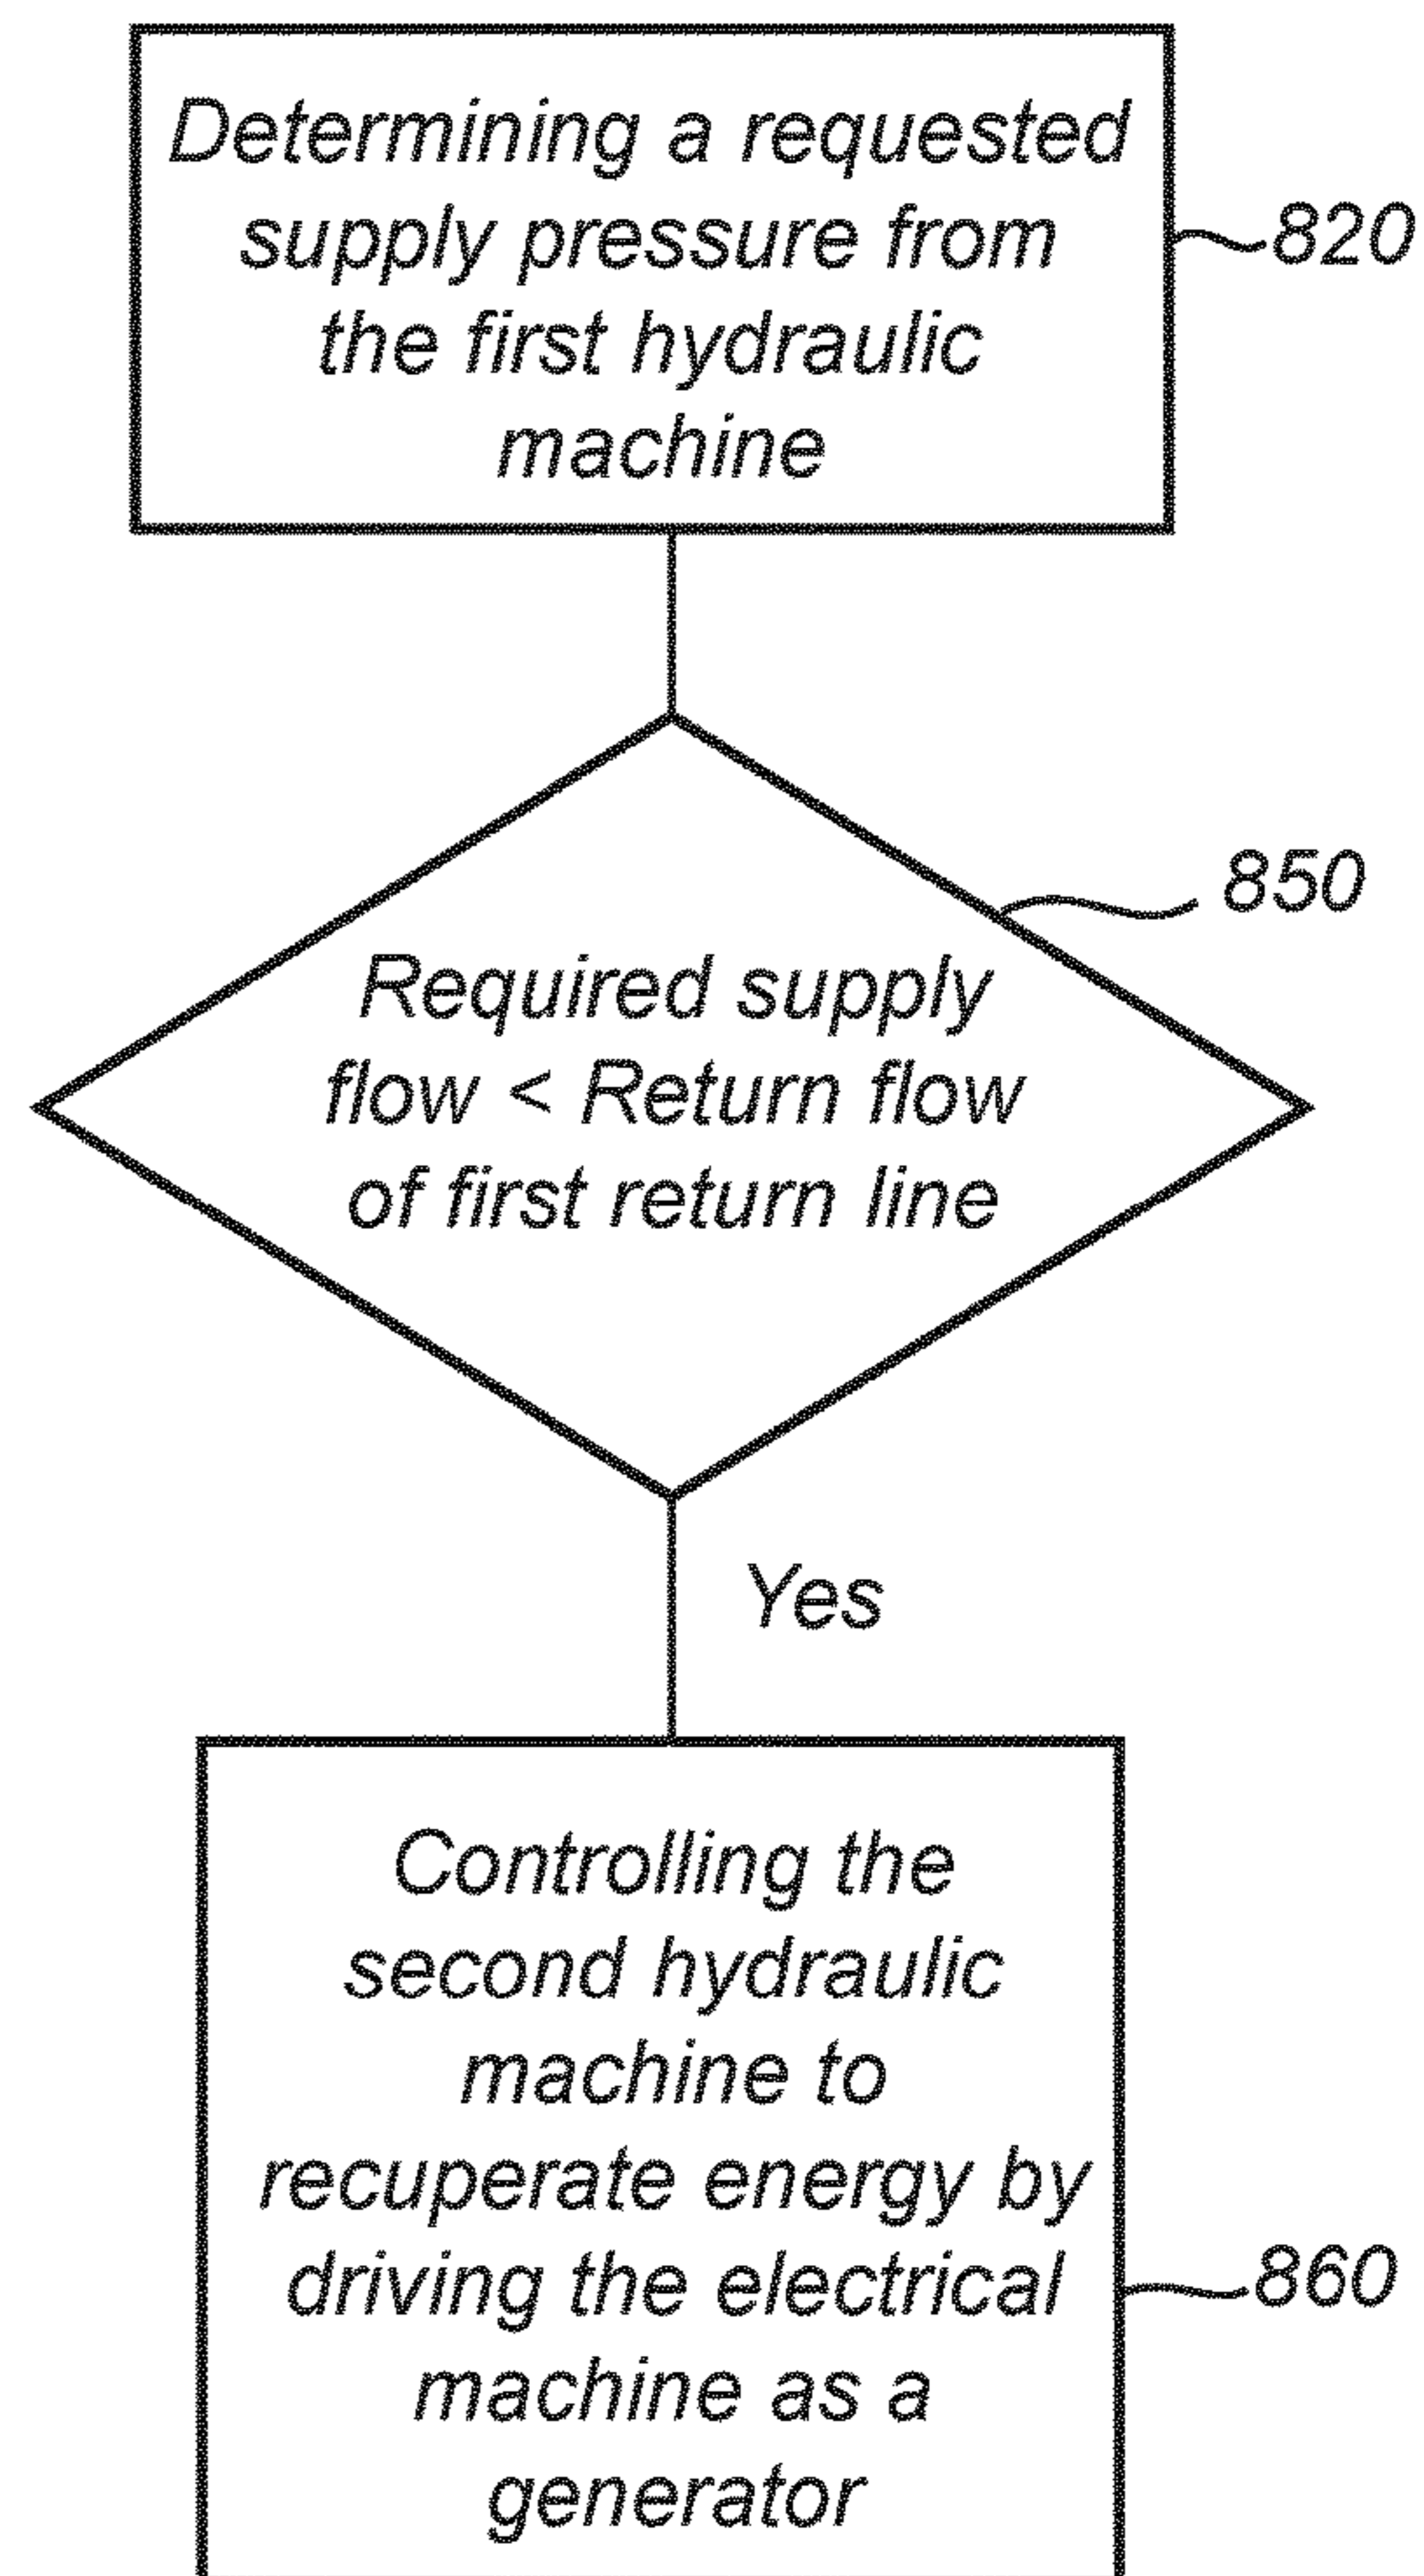 Determining a requested
supply pressure from
the first hydraulic
machine
820
850
Required supply
flow < Return flow
of first return line
Yes
Controlling the
second hydraulic
machine to
recuperate energy by
driving the electrical
machine as a
generator
860